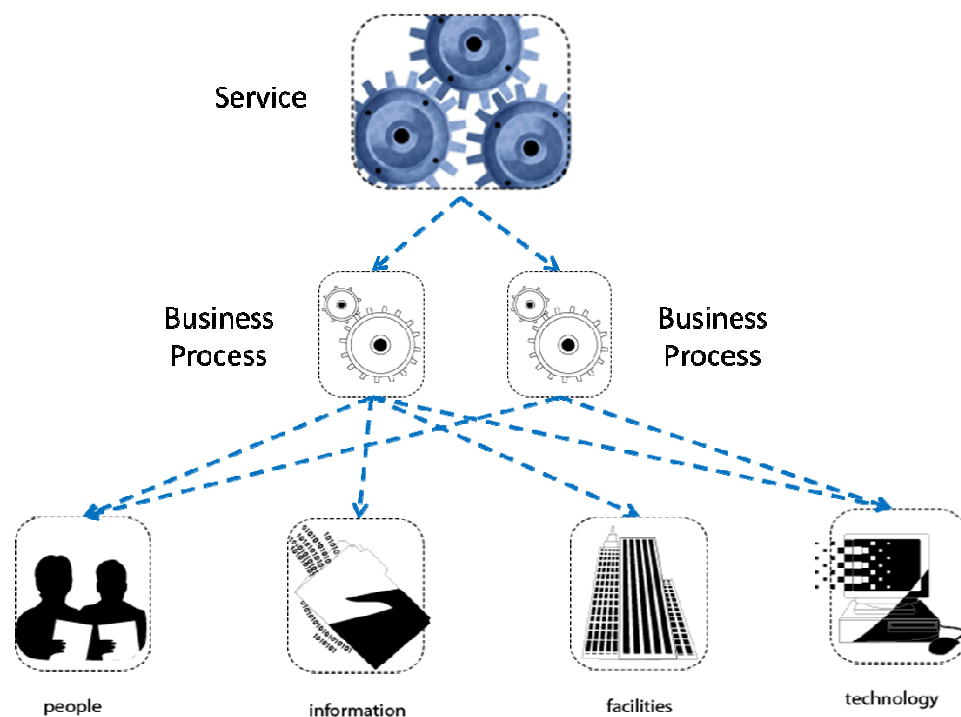 Service
Business
Process
Business
Process
people
information
facilities
technology